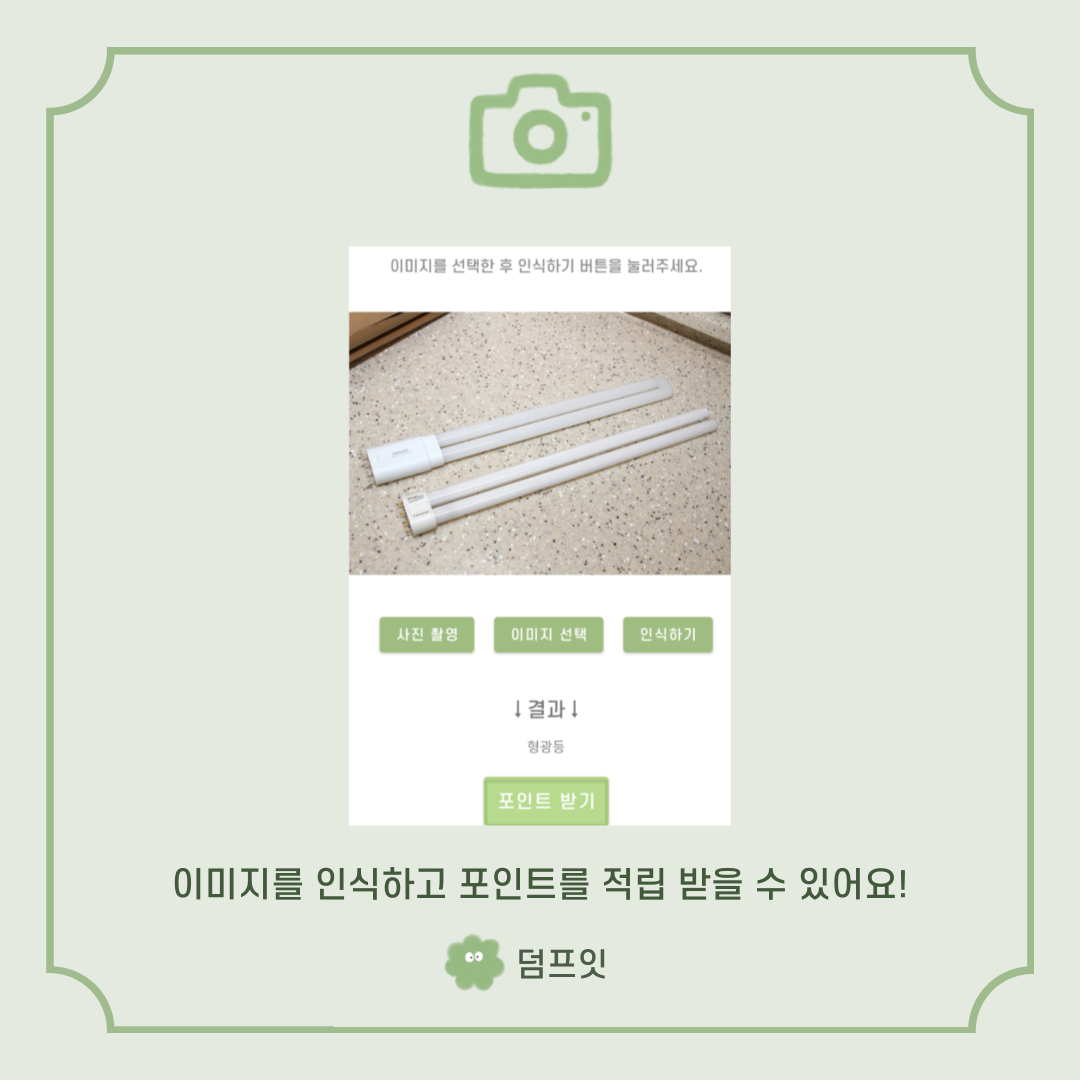 이미지를 선택한 후 인식하기 버튼을 눌러주세요.
사진 촬영
이미지 선택
인식하기
↓결과↓
형광등
포인트 받기
이미지를 인식하고 포인트를 적립 받을 수 있어요!
덤프잇